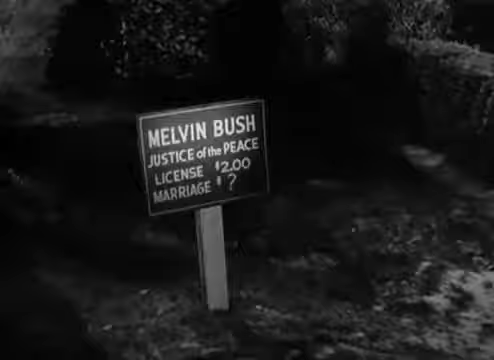 MELVIN BUSH
JUSTICE of the PEACE
LICENSE $2.00
MARRIAGE $ ?